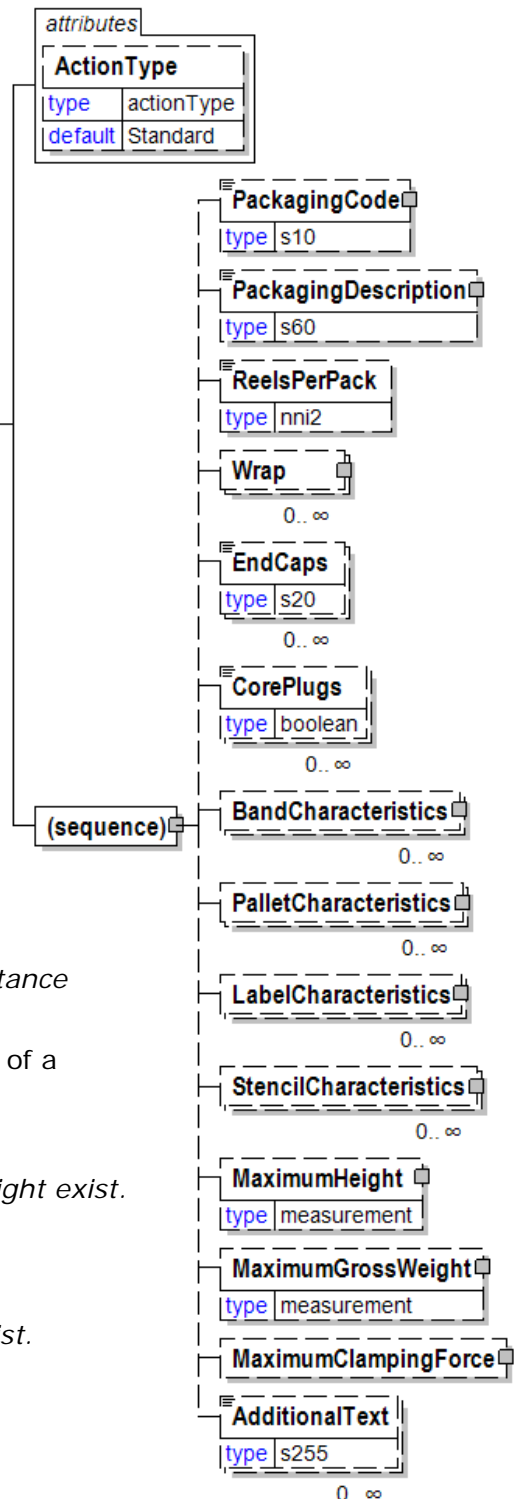 attributes
ActionType
type actionType
default Standard
PackagingCode
type s10
PackagingDescription
type s60
ReelsPerPack
type nni2
Wrap
0.. ∞
EndCaps
type s20
0.. ∞
CorePlugs
type boolean
0.. ∞
(sequence)
BandCharacteristics
0.. ∞
PalletCharacteristics
0.. ∞
LabelCharacteristics
0.. ∞
StencilCharacteristics
0.. ∞
MaximumHeight
type measurement
MaximumGrossWeight
type measurement
MaximumClampingForce
AdditionalText
type s255
0.. ∞
tance
of a
ight exist.
ist.